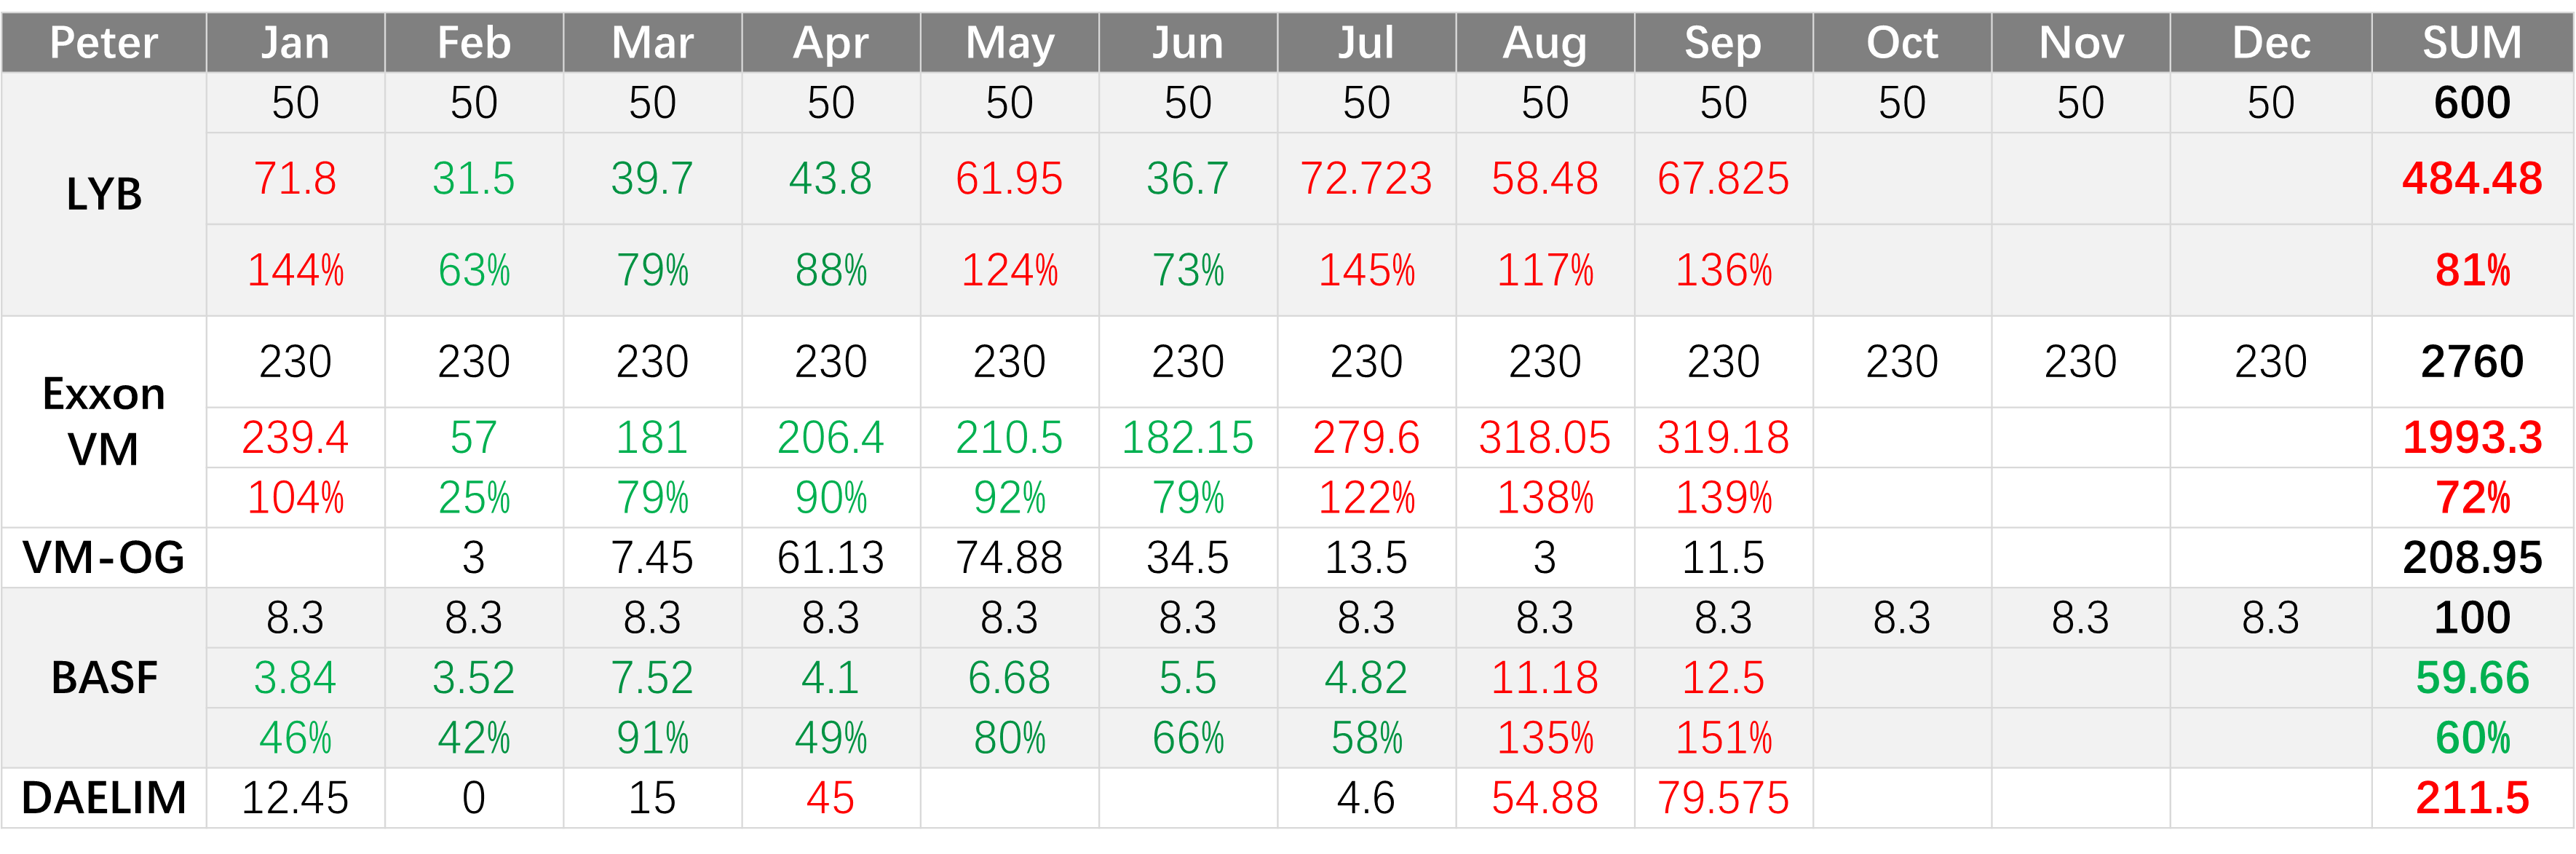 Peter Jan Feb Mar Apr May Jun Jul Aug Sep Oct Nov Dec SUM
LYB
50 50 50 50 50 50 50 50 50 50 50 50 600
71.8 31.5 39.7 43.8 61.95 36.7 72.723 58.48 67.825 484.48
144% 63% 79% 88% 124% 73% 145% 117% 136% 81%
Exxon
VM
230 230 230 230 230 230 230 230 230 230 230 230 2760
239.4 57 181 206.4 210.5 182.15 279.6 318.05 319.18 1993.3
104% 25% 79% 90% 92% 79% 122% 138% 139% 72%
VM-OG 3 7.45 61.13 74.88 34.5 13.5 3 11.5 208.95
BASF
8.3 8.3 8.3 8.3 8.3 8.3 8.3 8.3 8.3 8.3 8.3 8.3 100
3.84 3.52 7.52 4.1 6.68 5.5 4.82 11.18 12.5 59.66
46% 42% 91% 49% 80% 66% 58% 135% 151% 60%
DAELIM 12.45 0 15 45 4.6 54.88 79.575 211.5